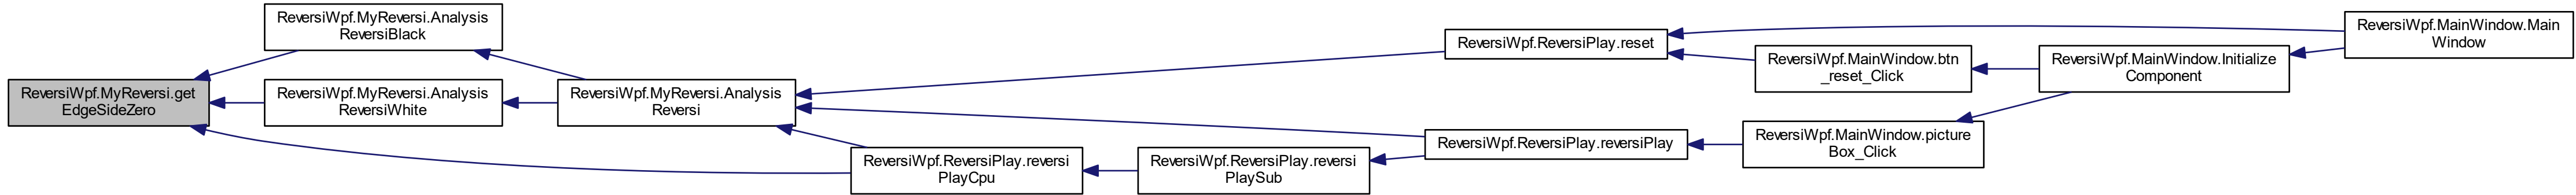 ReversiWpf.MyReversi.get
EdgeSideZero
ReversiWpf.MyReversi.Analysis
ReversiBlack
ReversiWpf.MyReversi.Analysis
ReversiWhite
ReversiWpf.MyReversi.Analysis
Reversi
ReversiWpf.ReversiPlay.reversi
PlayCpu
ReversiWpf.ReversiPlay.reversi
PlaySub
ReversiWpf.ReversiPlay.reset
ReversiWpf.ReversiPlay.reversiPlay
ReversiWpf.MainWindow.btn
_reset_Click
ReversiWpf.MainWindow.picture
Box_Click
ReversiWpf.MainWindow.Initialize
Component
ReversiWpf.MainWindow.Main
Window